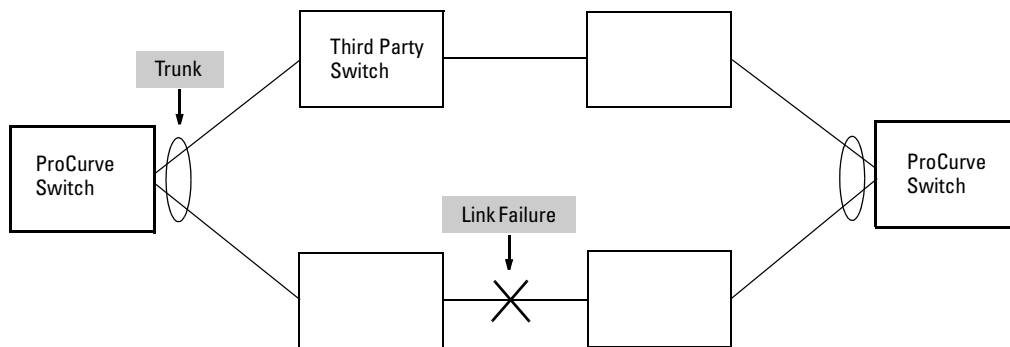 Third Party
Switch
Trunk
ProCurve
Switch
ProCurve
Switch
Link Failure